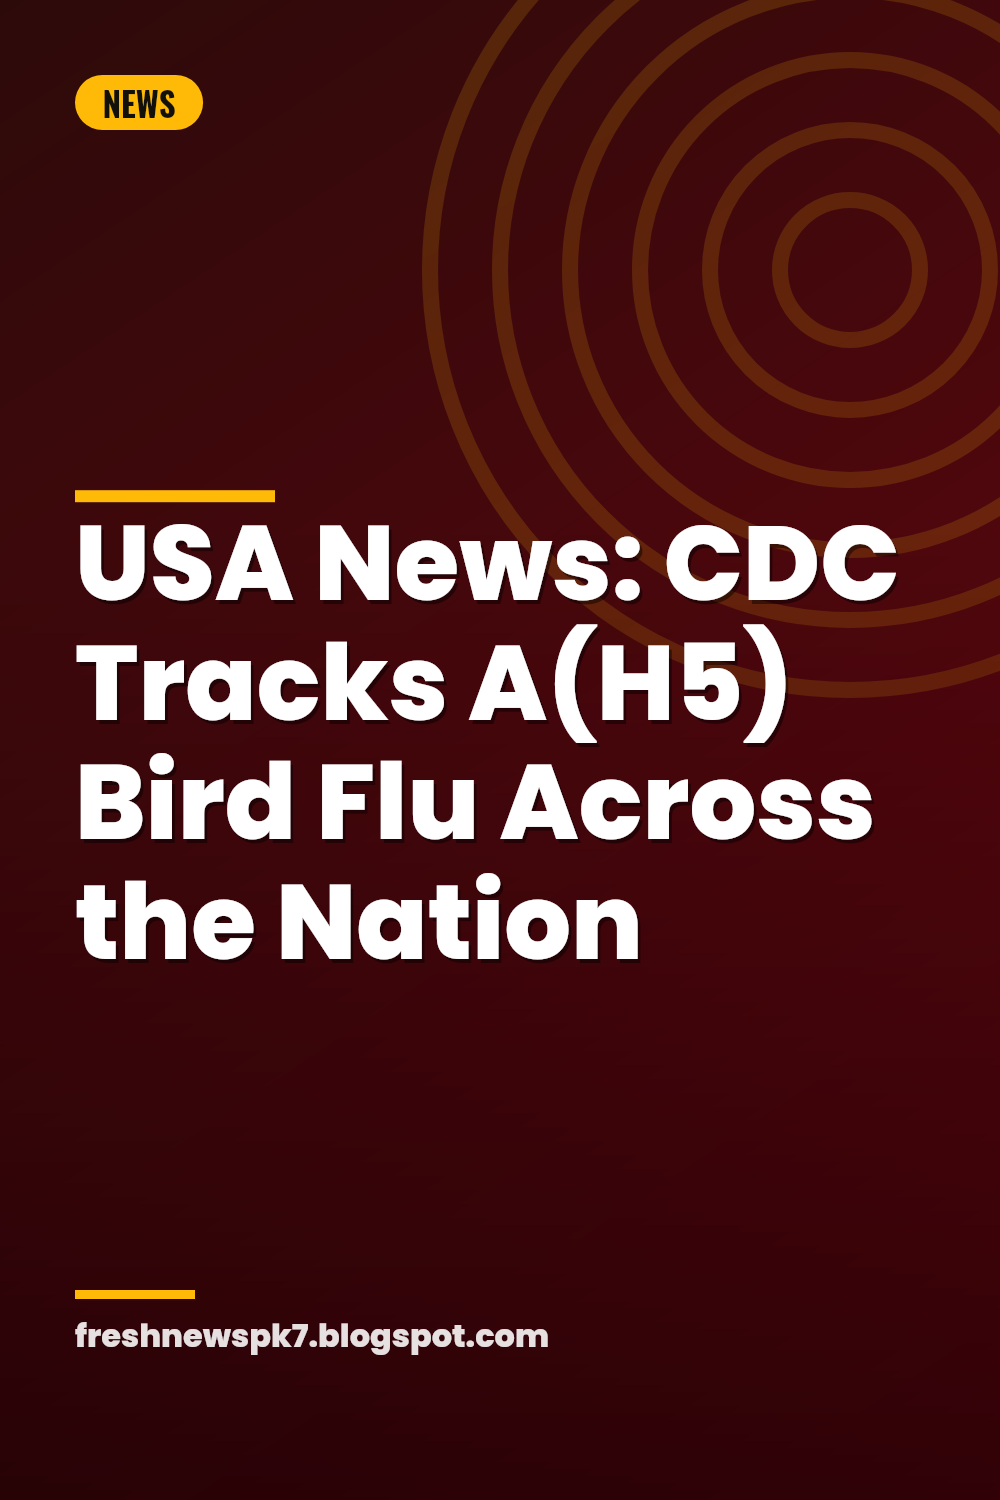 NEWS
USA News: CDC
Tracks A(H5)
Bird Flu Across
the Nation
freshnewspk7.blogspot.com